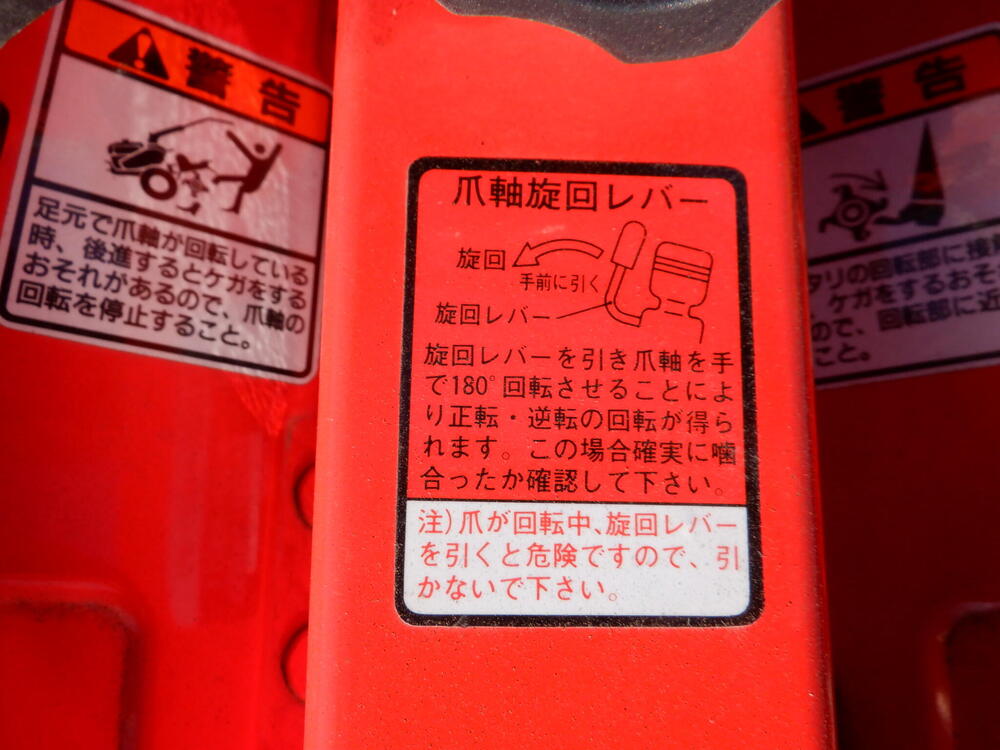 警告
足元で爪軸が回転している
時、後進するとケガをする
おそれがあるので、爪軸の
回転を停止すること。
爪軸旋回レバー
旋回
手前に引く
旋回レバー
旋回レバーを引き爪軸を手
で180°回転させることによ
り正転・逆転の回転が得ら
れます。この場合確実に噛
合ったか確認して下さい。
注)爪が回転中、旋回レバー
を引くと危険ですので、引
かないで下さい。
警告
タリの回転部に接触
ケガをするおそ
ので、回転部に近
こと。